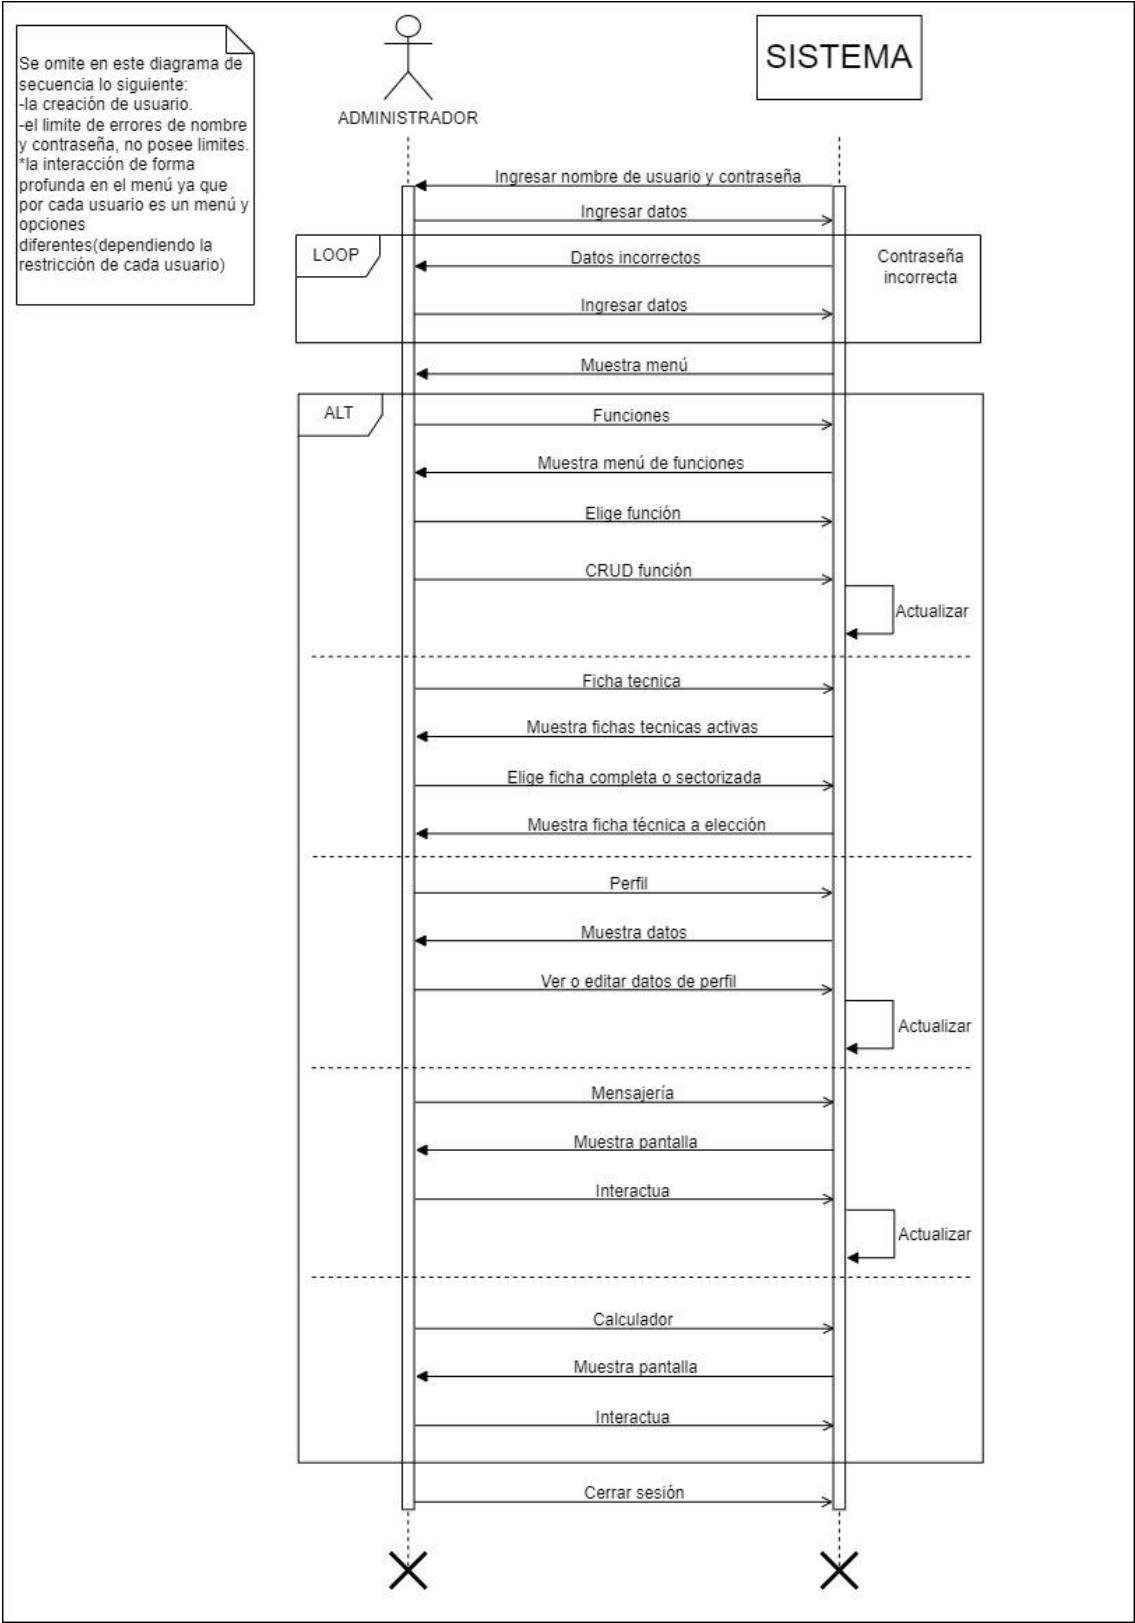 Se omite en este diagrama de
secuencia lo siguiente:
-la creación de usuario.
-el limite de errores de nombre
y contraseña, no posee limites.
*la interacción de forma
profunda en el menú ya que
por cada usuario es un menú y
opciones
diferentes(dependiendo la
restricción de cada usuario)
ADMINISTRADOR
SISTEMA
Ingresar nombre de usuario y contraseña
Ingresar datos
LOOP
Datos incorrectos
Contraseña
incorrecta
Ingresar datos
Muestra menú
ALT
Funciones
Muestra menú de funciones
Elige función
CRUD función
Actualizar
Ficha tecnica
Muestra fichas tecnicas activas
Elige ficha completa o sectorizada
Muestra ficha técnica a elección
Perfil
Muestra datos
Ver o editar datos de perfil
Actualizar
Mensajería
Muestra pantalla
Interactua
Actualizar
Calculador
Muestra pantalla
Interactua
Cerrar sesión